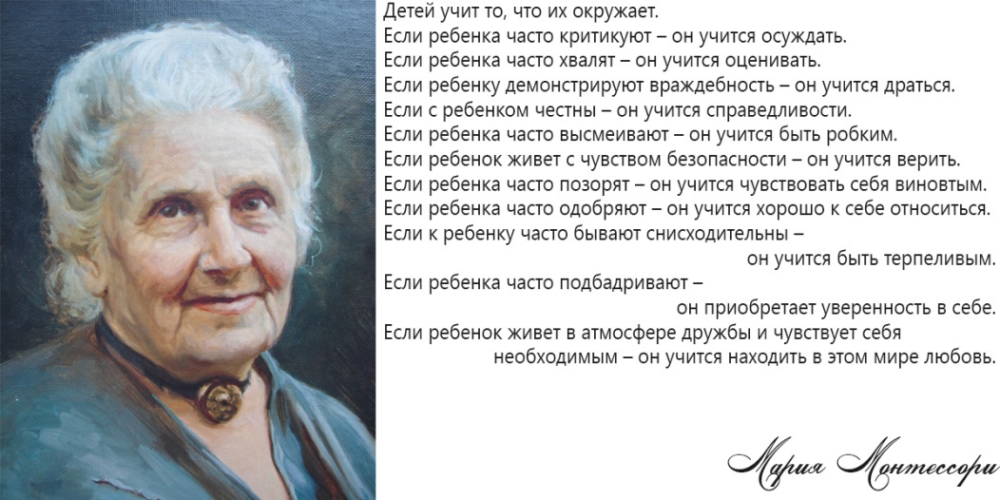 Детей учит то, что их окружает.
Если ребенка часто критикуют – он учится осуждать.
Если ребенка часто хвалят – он учится оценивать.
Если ребенку демонстрируют враждебность – он учится драться.
Если с ребенком честны – он учится справедливости.
Если ребенка часто высмеивают – он учится быть робким.
Если ребенок живет с чувством безопасности – он учится верить.
Если ребенка часто позорят – он учится чувствовать себя виновтым.
Если ребенка часто одобряют – он учится хорошо к себе относиться.
Если к ребенку часто бывают снисходительны –
он учится быть терпеливым.
Если ребенка часто подбадривают –
он приобретает уверенность в себе.
Если ребенок живет в атмосфере дружбы и чувствует себя
необходимым – он учится находить в этом мире любовь.
Мария Монтессори